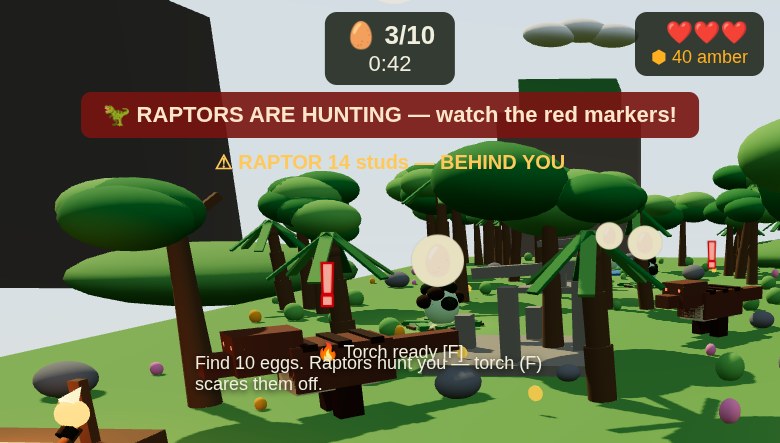 3/10
0:42
40 amber
RAPTORS ARE HUNTING — watch the red markers!
⚠ RAPTOR 14 studs — BEHIND YOU
Torch ready [F]
Find 10 eggs. Raptors hunt you — torch (F)
scares them off.